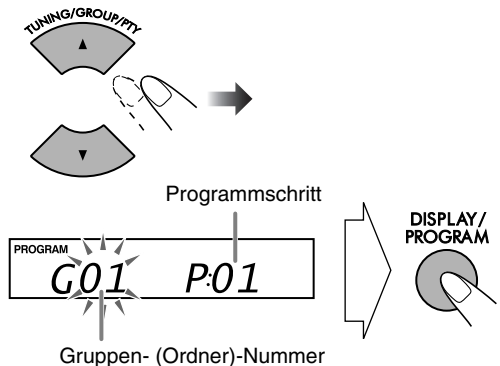 TUNING/GROUP/PTY
Programmschritt
PROGRAM
G01 P:01
DISPLAY/
PROGRAM
Gruppen- (Ordner)-Nummer